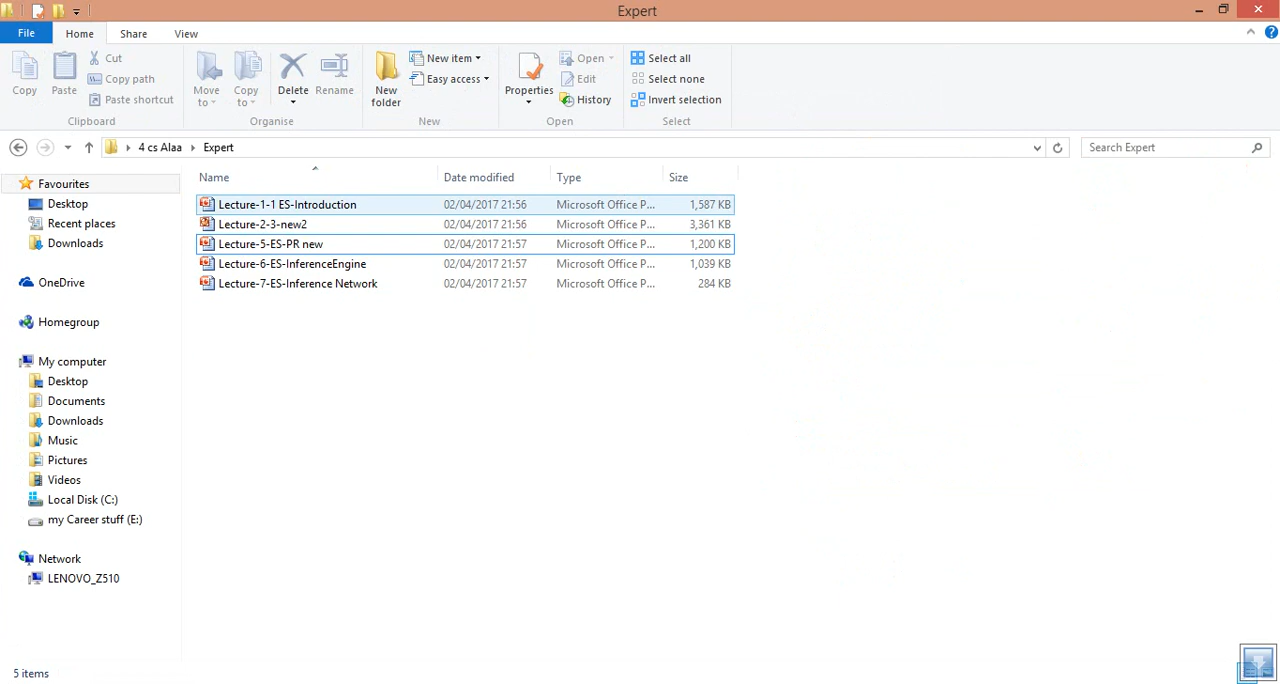 Expert
File Home Share View
Copy Paste Cut Copy path Paste shortcut Move to Copy to Delete Rename New folder New item Easy access Properties Open Edit History Select all Select none Invert selection
Clipboard Organise New Open Select
4 cs Alaa Expert Search Expert
Name Date modified Type Size
Lecture-1-1 ES-Introduction 02/04/2017 21:56 Microsoft Office P... 1,587 KB
Lecture-2-3-new2 02/04/2017 21:56 Microsoft Office P... 3,361 KB
Lecture-5-ES-PR new 02/04/2017 21:57 Microsoft Office P... 1,200 KB
Lecture-6-ES-InferenceEngine 02/04/2017 21:57 Microsoft Office P... 1,039 KB
Lecture-7-ES-Inference Network 02/04/2017 21:57 Microsoft Office P... 284 KB
Favourites
Desktop
Recent places
Downloads
OneDrive
Homegroup
My computer
Desktop
Documents
Downloads
Music
Pictures
Videos
Local Disk (C:)
my Career stuff (E:)
Network
LENOVO_Z510
5 items